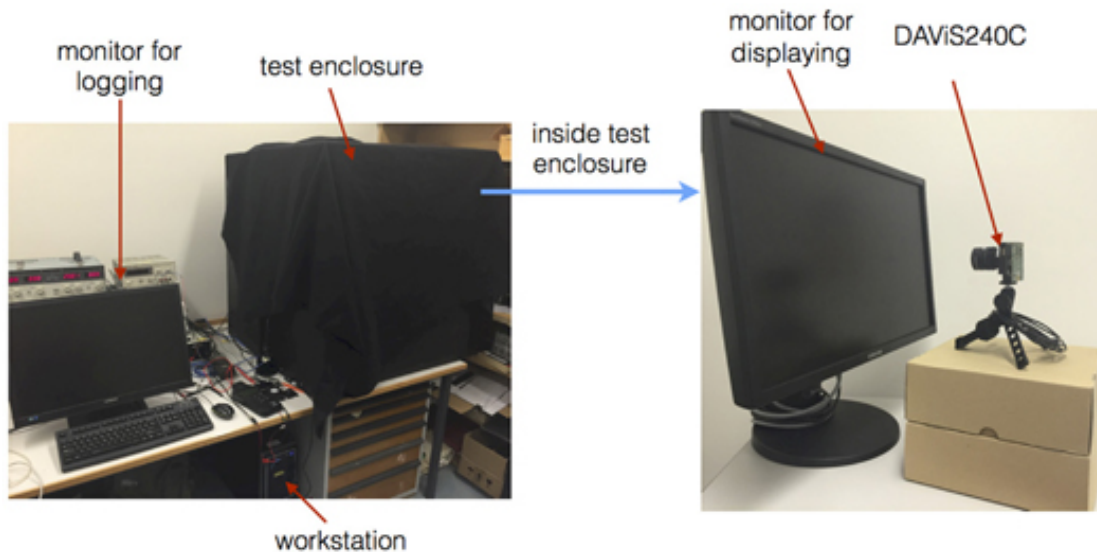 monitor for
logging
test enclosure
inside test
enclosure
monitor for
displaying
DAViS240C
workstation